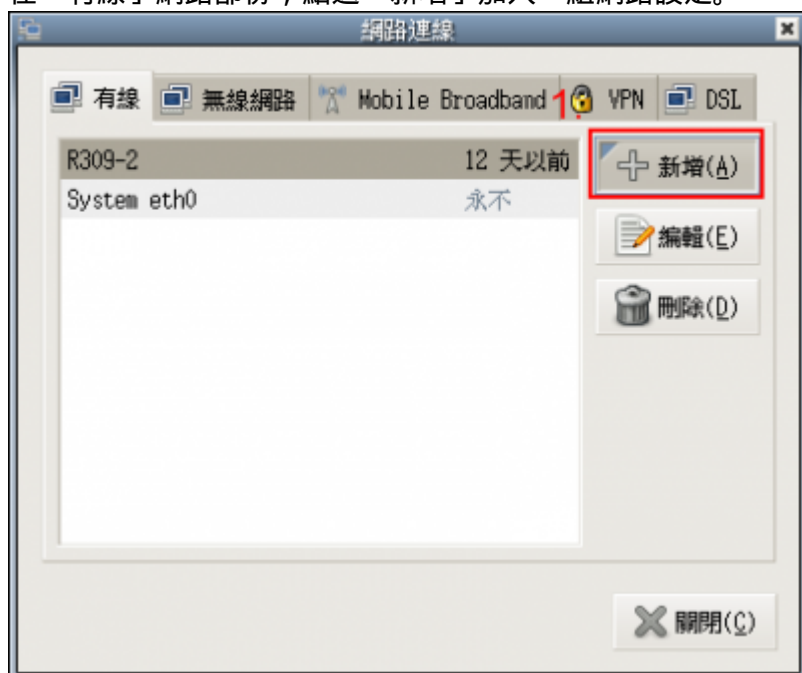 網路連線
有線 無線網路 Mobile Broadband 1 VPN DSL
R309-2 12 天以前
System eth0 永不
新增(A)
編輯(E)
刪除(D)
關閉(C)